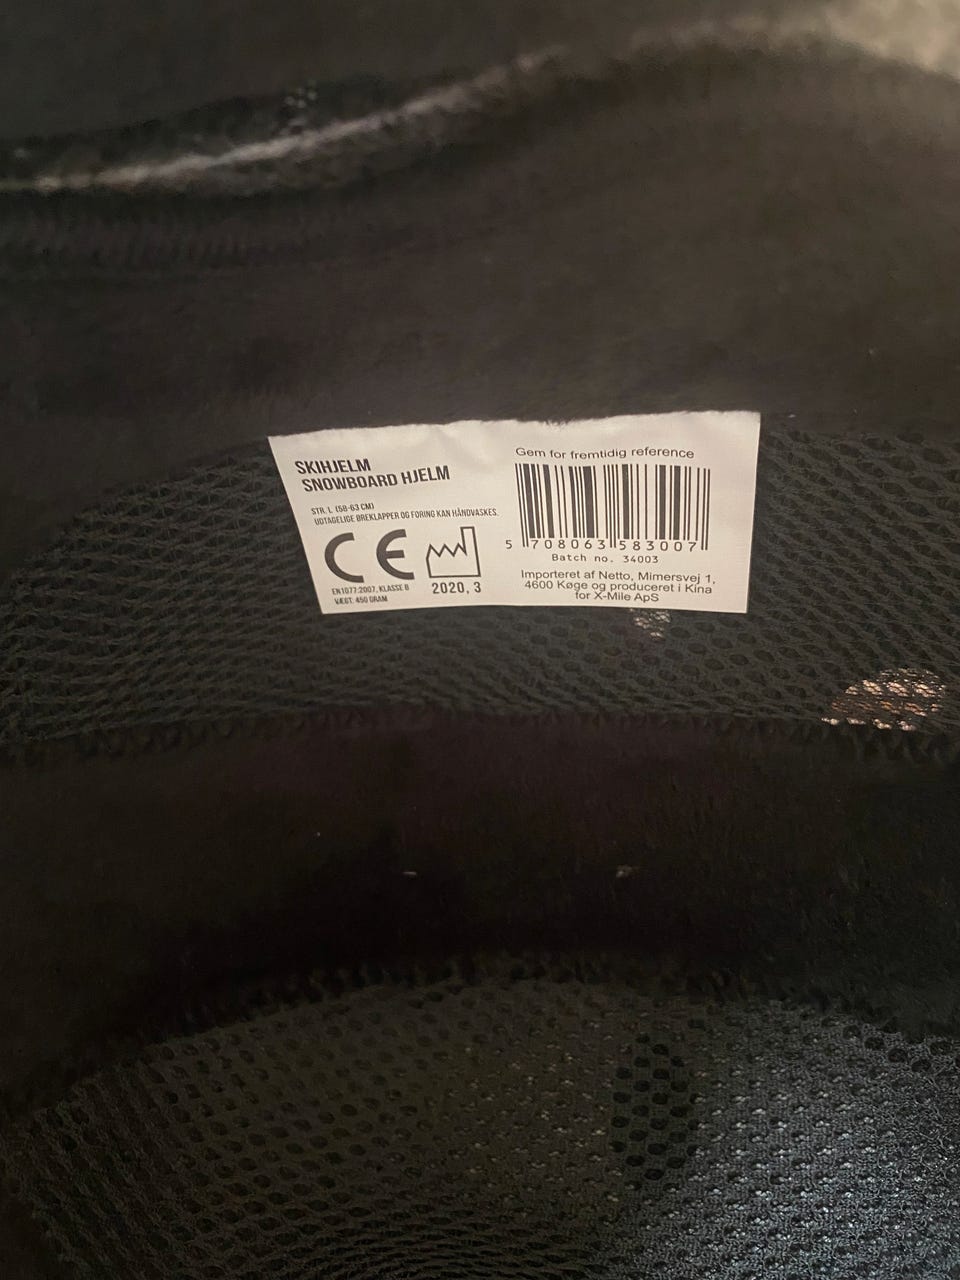 SKIHJELM
SNOWBOARD HJELM
STR. L (58-63 CM)
UDTAGELIGE ØREKLAPPER OG FORING KAN HÅNDVASKES.
CE
2020, 3
EN1077:2007, KLASSE B
VÆGT: 450 GRAM
Gem for fremtidig reference
5 708063 583007
Batch no. 34003
Importeret af Netto, Mimersvej 1,
4600 Køge og produceret i Kina
for X-Mile ApS